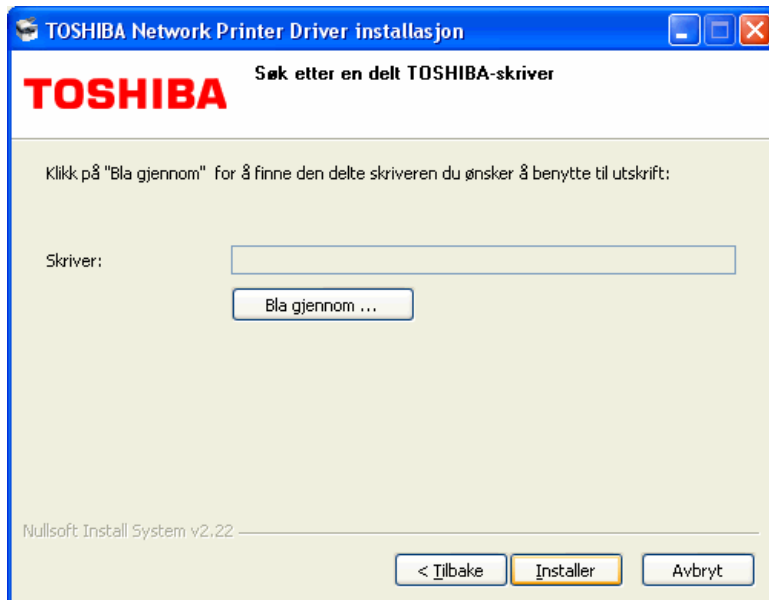 TOSHIBA Network Printer Driver installasjon
TOSHIBA
Søk etter en delt TOSHIBA-skriver
Klikk på "Bla gjennom"  for å finne den delte skriveren du ønsker å benytte til utskrift:
Skriver:
Bla gjennom ...
Nullsoft Install System v2.22
< Tilbake
Installer
Avbryt